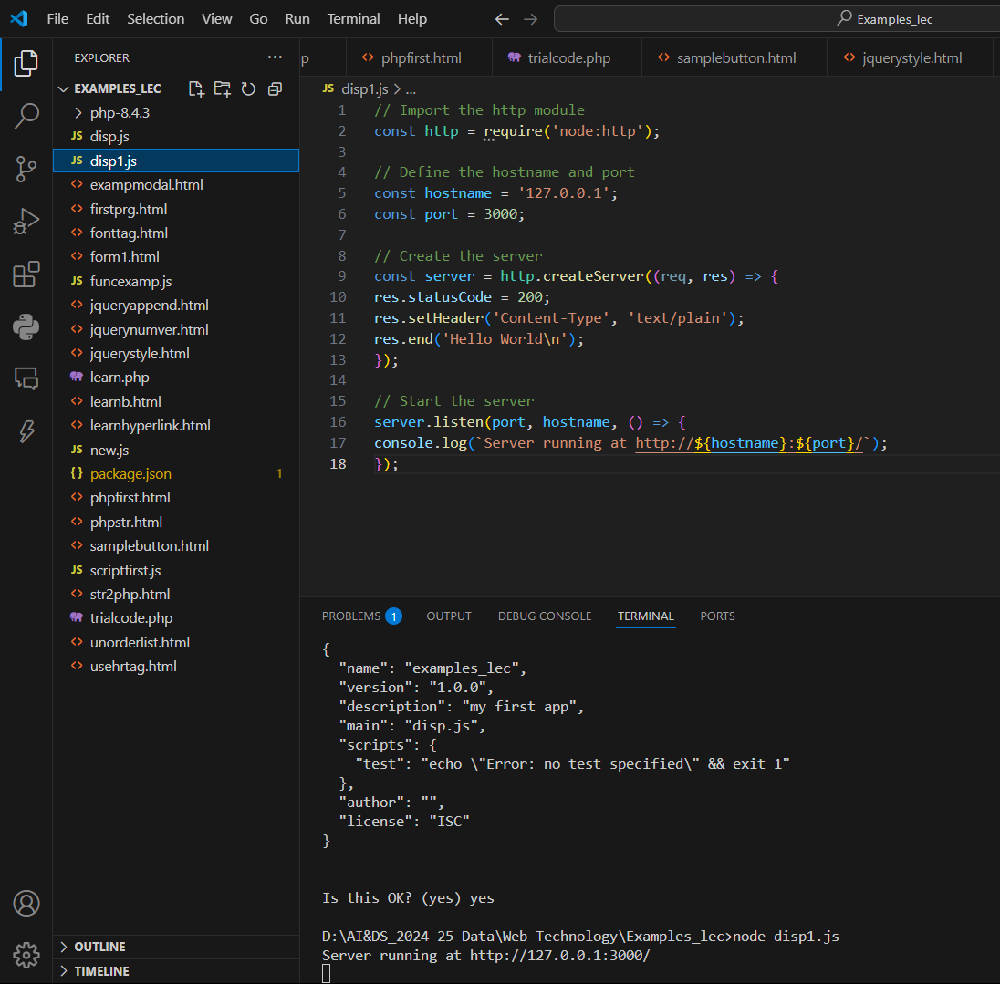 File Edit Selection View Go Run Terminal Help Examples_lec
EXPLORER
EXAMPLES_LEC
php-8.4.3
JS disp.js
JS disp1.js
exampmodal.html
firstprg.html
fonttag.html
form1.html
JS funcexamp.js
jqueryappend.html
jquerynumver.html
jquerystyle.html
learn.php
learnb.html
learnhyperlink.html
JS new.js
{} package.json 1
phpfirst.html
phpstr.html
samplebutton.html
JS scriptfirst.js
str2php.html
trialcode.php
unorderlist.html
usehrtag.html
OUTLINE
TIMELINE
p phpfirst.html trialcode.php samplebutton.html jquerystyle.html
JS disp1.js > ...
1 // Import the http module
2 const http = require('node:http');
3
4 // Define the hostname and port
5 const hostname = '127.0.0.1';
6 const port = 3000;
7
8 // Create the server
9 const server = http.createServer((req, res) => {
10 res.statusCode = 200;
11 res.setHeader('Content-Type', 'text/plain');
12 res.end('Hello World\n');
13 });
14
15 // Start the server
16 server.listen(port, hostname, () => {
17 console.log(`Server running at http://${hostname}:${port}/`);
18 });
PROBLEMS 1 OUTPUT DEBUG CONSOLE TERMINAL PORTS
{
"name": "examples_lec",
"version": "1.0.0",
"description": "my first app",
"main": "disp.js",
"scripts": {
"test": "echo \"Error: no test specified\" && exit 1"
},
"author": "",
"license": "ISC"
}
Is this OK? (yes) yes
D:\AI&DS_2024-25 Data\Web Technology\Examples_lec>node disp1.js
Server running at http://127.0.0.1:3000/